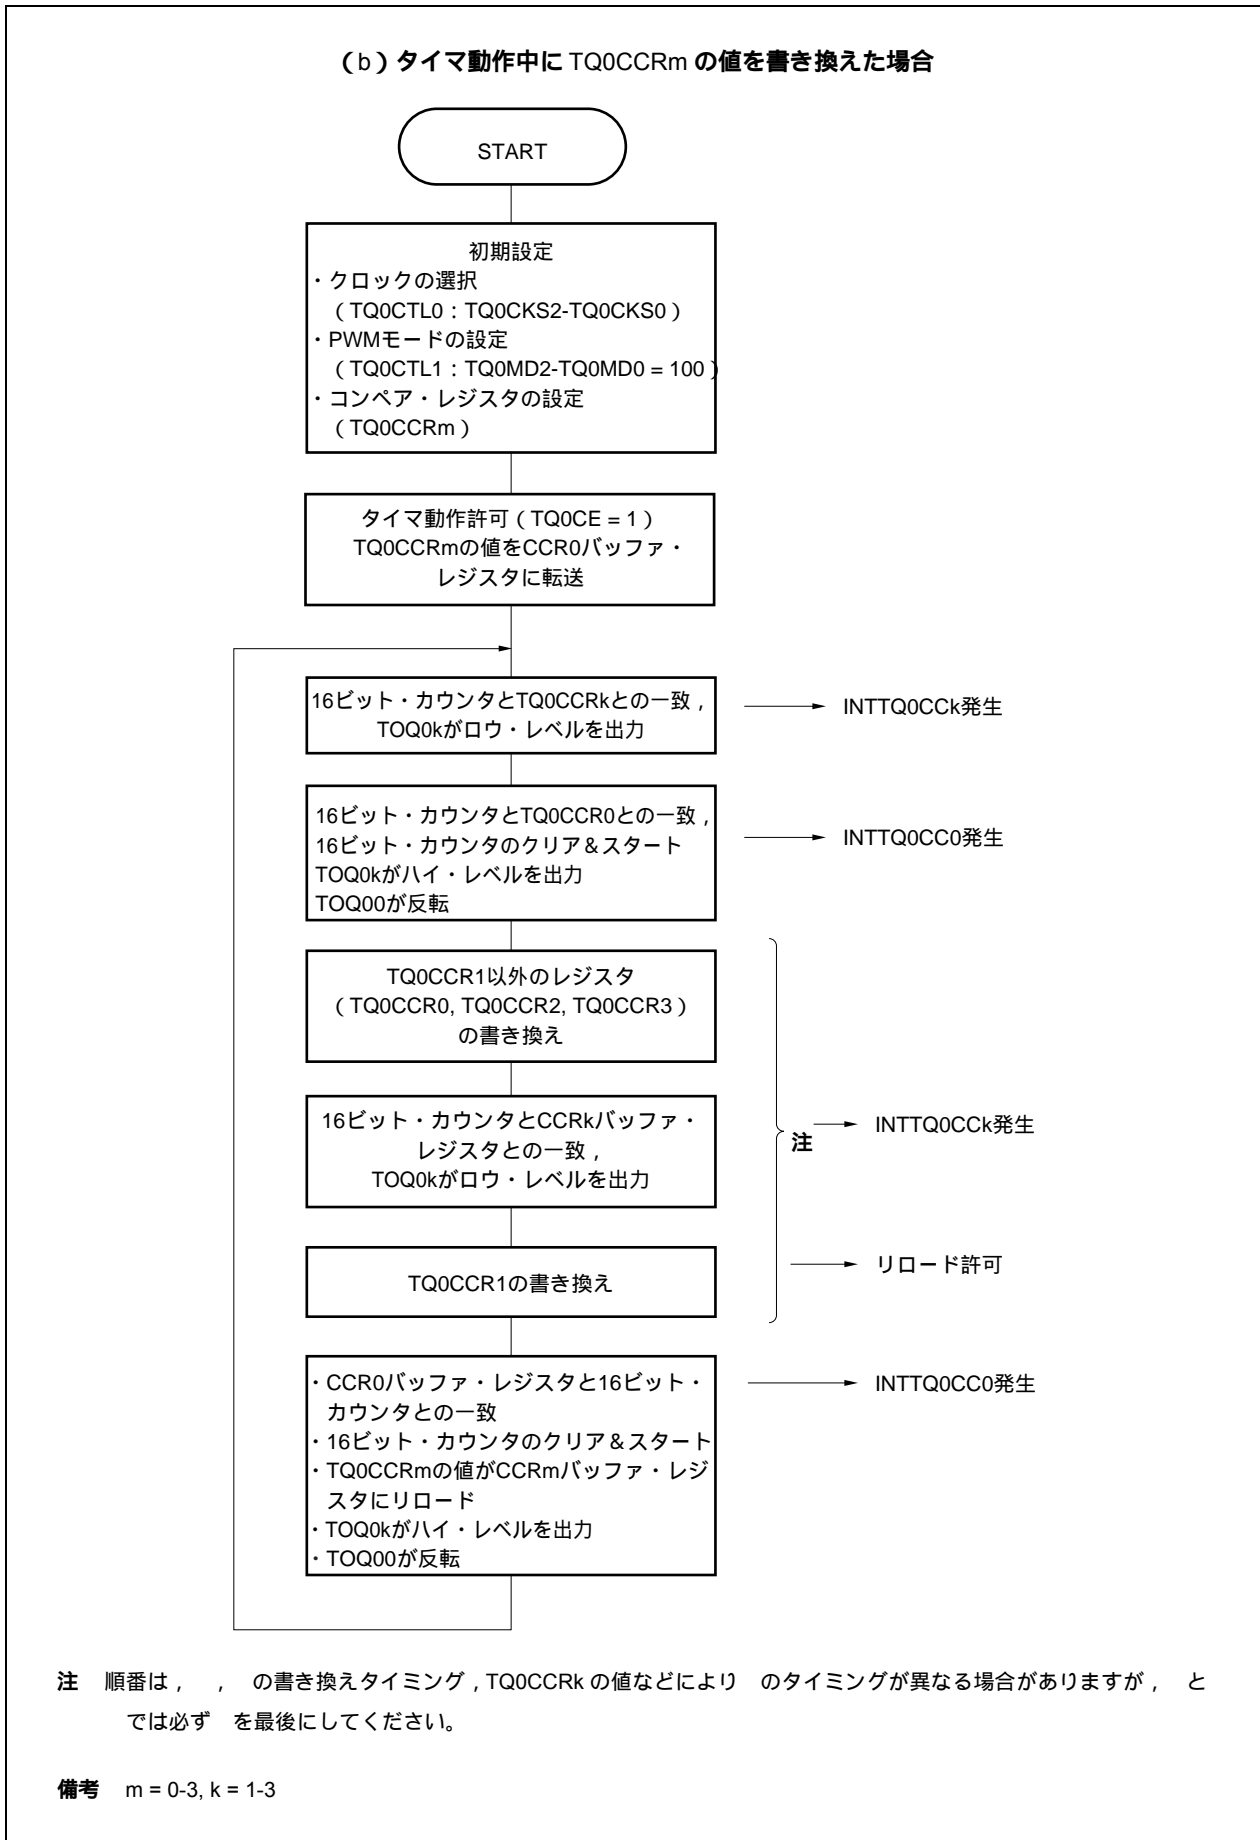 （b）タイマ動作中に TQ0CCRm の値を書き換えた場合
START
初期設定
・クロックの選択
（TQ0CTL0：TQ0CKS2-TQ0CKS0）
・PWMモードの設定
（TQ0CTL1：TQ0MD2-TQ0MD0 = 100）
・コンペア・レジスタの設定
（TQ0CCRm）
タイマ動作許可（TQ0CE = 1）
TQ0CCRmの値をCCR0バッファ・
レジスタに転送
16ビット・カウンタとTQ0CCRkとの一致，
TOQ0kがロウ・レベルを出力
INTTQ0CCk発生
16ビット・カウンタとTQ0CCR0との一致，
16ビット・カウンタのクリア＆スタート
TOQ0kがハイ・レベルを出力
TOQ00が反転
INTTQ0CC0発生
TQ0CCR1以外のレジスタ
（TQ0CCR0, TQ0CCR2, TQ0CCR3）
の書き換え
16ビット・カウンタとCCRkバッファ・
レジスタとの一致，
TOQ0kがロウ・レベルを出力
注
INTTQ0CCk発生
TQ0CCR1の書き換え
リロード許可
・CCR0バッファ・レジスタと16ビット・
カウンタとの一致
・16ビット・カウンタのクリア＆スタート
・TQ0CCRmの値がCCRmバッファ・レジ
スタにリロード
・TOQ0kがハイ・レベルを出力
・TOQ00が反転
INTTQ0CC0発生
注　順番は，　，　の書き換えタイミング，TQ0CCRk の値などにより　のタイミングが異なる場合がありますが，　と
では必ず　を最後にしてください。
備考　m = 0-3, k = 1-3